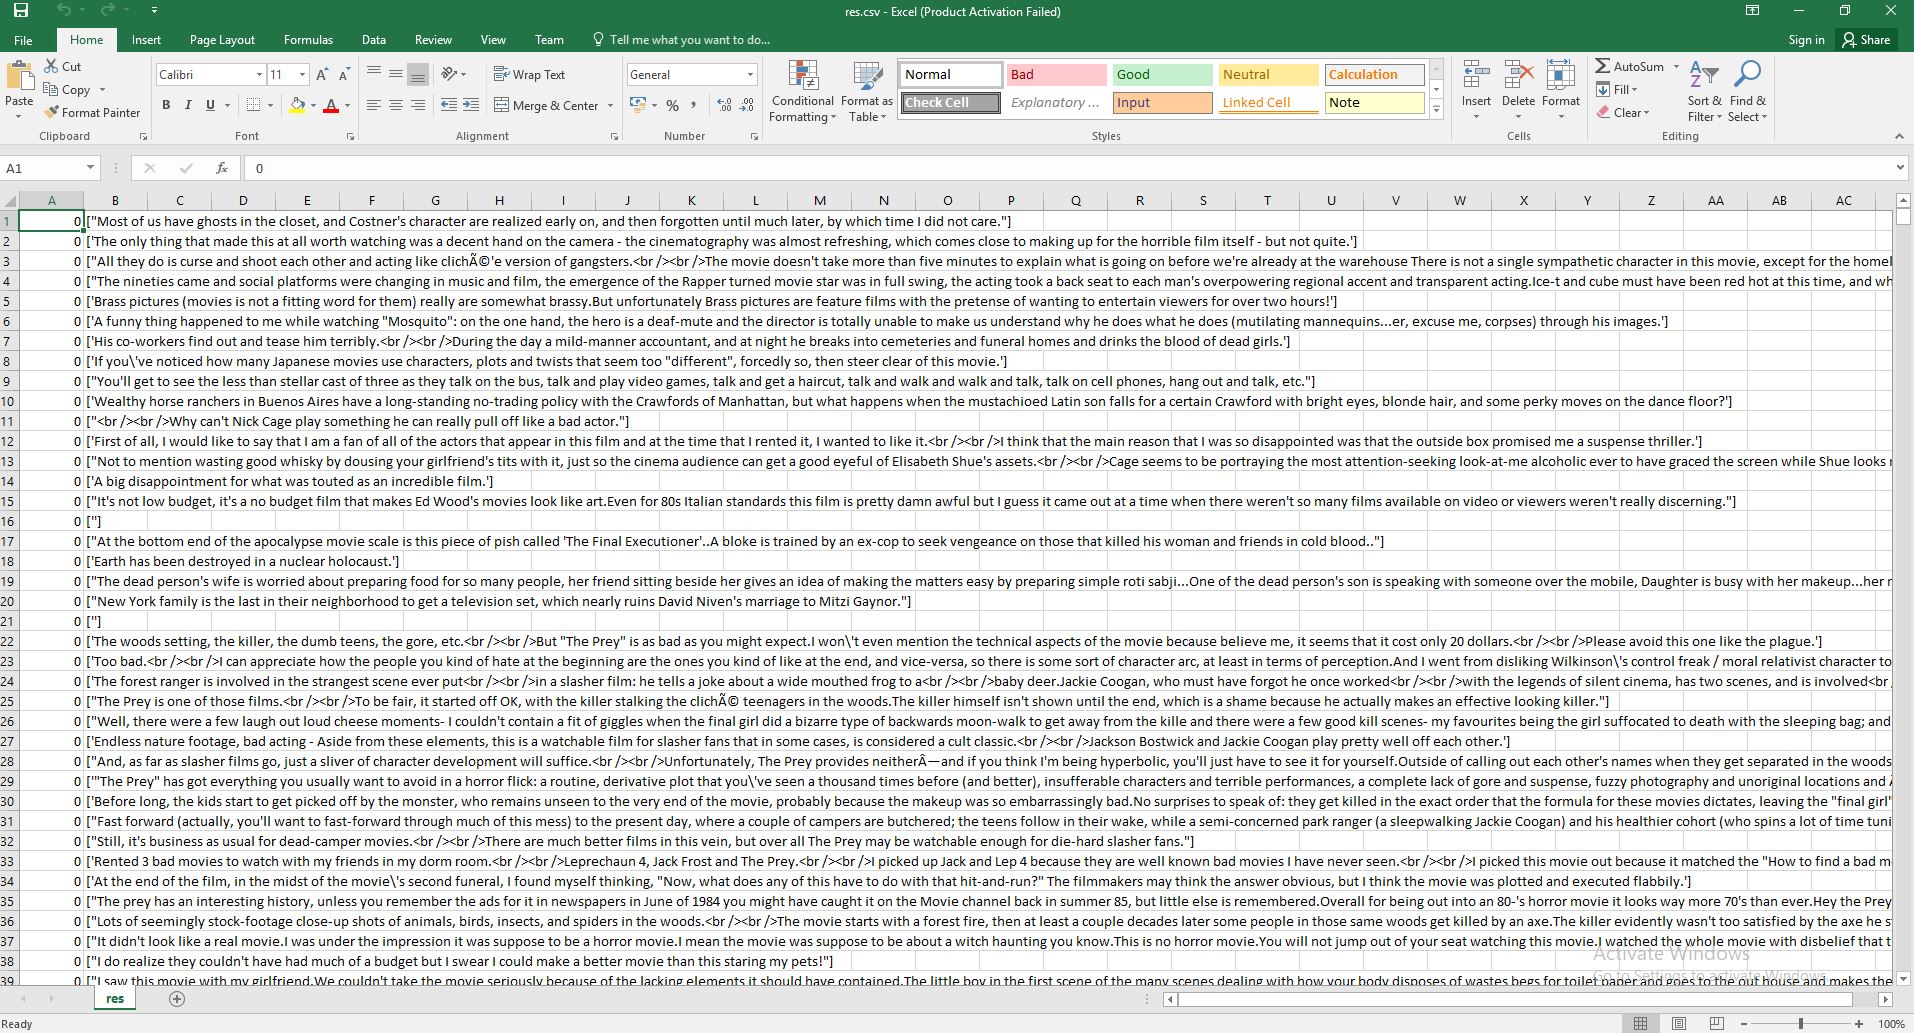 res.csv - Excel (Product Activation Failed)
File Home Insert Page Layout Formulas Data Review View Team Tell me what you want to do... Sign in Share
Cut
Copy
Format Painter
Paste
Clipboard
Calibri 11
B I U
Font
Wrap Text
Merge & Center
Alignment
General
% ,
Number
Conditional Formatting
Format as Table
Normal Bad Good Neutral Calculation
Check Cell Explanatory ... Input Linked Cell Note
Styles
Insert Delete Format
Cells
AutoSum
Fill
Clear
Sort & Filter
Find & Select
Editing
A1 fx 0
A B C D E F G H I J K L M N O P Q R S T U V W X Y Z AA AB AC
1 0 ["Most of us have ghosts in the closet, and Costner's character are realized early on, and then forgotten until much later, by which time I did not care."]
2 0 ['The only thing that made this at all worth watching was a decent hand on the camera - the cinematography was almost refreshing, which comes close to making up for the horrible film itself - but not quite.']
3 0 ["All they do is curse and shoot each other and acting like clichÃ©'e version of gangsters.<br /><br />The movie doesn't take more than five minutes to explain what is going on before we're already at the warehouse There is not a single sympathetic character in this movie, except for the homel
4 0 ["The nineties came and social platforms were changing in music and film, the emergence of the Rapper turned movie star was in full swing, the acting took a back seat to each man's overpowering regional accent and transparent acting.Ice-t and cube must have been red hot at this time, and wh
5 0 ['Brass pictures (movies is not a fitting word for them) really are somewhat brassy.But unfortunately Brass pictures are feature films with the pretense of wanting to entertain viewers for over two hours!']
6 0 ['A funny thing happened to me while watching "Mosquito": on the one hand, the hero is a deaf-mute and the director is totally unable to make us understand why he does what he does (mutilating mannequins...er, excuse me, corpses) through his images.']
7 0 ['His co-workers find out and tease him terribly.<br /><br />During the day a mild-manner accountant, and at night he breaks into cemeteries and funeral homes and drinks the blood of dead girls.']
8 0 ['If you\'ve noticed how many Japanese movies use characters, plots and twists that seem too "different", forcedly so, then steer clear of this movie.']
9 0 ["You'll get to see the less than stellar cast of three as they talk on the bus, talk and play video games, talk and get a haircut, talk and walk and walk and talk, talk on cell phones, hang out and talk, etc."]
10 0 ['Wealthy horse ranchers in Buenos Aires have a long-standing no-trading policy with the Crawfords of Manhattan, but what happens when the mustachioed Latin son falls for a certain Crawford with bright eyes, blonde hair, and some perky moves on the dance floor?']
11 0 ["<br /><br />Why can't Nick Cage play something he can really pull off like a bad actor."]
12 0 ['First of all, I would like to say that I am a fan of all of the actors that appear in this film and at the time that I rented it, I wanted to like it.<br /><br />I think that the main reason that I was so disappointed was that the outside box promised me a suspense thriller.']
13 0 ["Not to mention wasting good whisky by dousing your girlfriend's tits with it, just so the cinema audience can get a good eyeful of Elisabeth Shue's assets.<br /><br />Cage seems to be portraying the most attention-seeking look-at-me alcoholic ever to have graced the screen while Shue looks
14 0 ['A big disappointment for what was touted as an incredible film.']
15 0 ["It's not low budget, it's a no budget film that makes Ed Wood's movies look like art.Even for 80s Italian standards this film is pretty damn awful but I guess it came out at a time when there weren't so many films available on video or viewers weren't really discerning."]
16 0 ['']
17 0 ["At the bottom end of the apocalypse movie scale is this piece of pish called 'The Final Executioner'..A bloke is trained by an ex-cop to seek vengeance on those that killed his woman and friends in cold blood.."]
18 0 ['Earth has been destroyed in a nuclear holocaust.']
19 0 ["The dead person's wife is worried about preparing food for so many people, her friend sitting beside her gives an idea of making the matters easy by preparing simple roti sabji...One of the dead person's son is speaking with someone over the mobile, Daughter is busy with her makeup...her
20 0 ["New York family is the last in their neighborhood to get a television set, which nearly ruins David Niven's marriage to Mitzi Gaynor."]
21 0 ['']
22 0 ['The woods setting, the killer, the dumb teens, the gore, etc.<br /><br />But "The Prey" is as bad as you might expect.I won\'t even mention the technical aspects of the movie because believe me, it seems that it cost only 20 dollars.<br /><br />Please avoid this one like the plague.']
23 0 ['Too bad.<br /><br />I can appreciate how the people you kind of hate at the beginning are the ones you kind of like at the end, and vice-versa, so there is some sort of character arc, at least in terms of perception.And I went from disliking Wilkinson\'s control freak / moral relativist character to
24 0 ['The forest ranger is involved in the strangest scene ever put<br /><br />in a slasher film: he tells a joke about a wide mouthed frog to a<br /><br />baby deer.Jackie Coogan, who must have forgot he once worked<br /><br />with the legends of silent cinema, has two scenes, and is involved<br
25 0 ["The Prey is one of those films.<br /><br />To be fair, it started off OK, with the killer stalking the clichÃ© teenagers in the woods.The killer himself isn't shown until the end, which is a shame because he actually makes an effective looking killer."]
26 0 ["Well, there were a few laugh out loud cheese moments- I couldn't contain a fit of giggles when the final girl did a bizarre type of backwards moon-walk to get away from the kille and there were a few good kill scenes- my favourites being the girl suffocated to death with the sleeping bag; and
27 0 ['Endless nature footage, bad acting - Aside from these elements, this is a watchable film for slasher fans that in some cases, is considered a cult classic.<br /><br />Jackson Bostwick and Jackie Coogan play pretty well off each other.']
28 0 ["And, as far as slasher films go, just a sliver of character development will suffice.<br /><br />Unfortunately, The Prey provides neitherÂ—and if you think I'm being hyperbolic, you'll just have to see it for yourself.Outside of calling out each other's names when they get separated in the woods
29 0 ['"The Prey" has got everything you usually want to avoid in a horror flick: a routine, derivative plot that you\'ve seen a thousand times before (and better), insufferable characters and terrible performances, a complete lack of gore and suspense, fuzzy photography and unoriginal locations and
30 0 ['Before long, the kids start to get picked off by the monster, who remains unseen to the very end of the movie, probably because the makeup was so embarrassingly bad.No surprises to speak of: they get killed in the exact order that the formula for these movies dictates, leaving the "final girl"
31 0 ["Fast forward (actually, you'll want to fast-forward through much of this mess) to the present day, where a couple of campers are butchered; the teens follow in their wake, while a semi-concerned park ranger (a sleepwalking Jackie Coogan) and his healthier cohort (who spins a lot of time tuni
32 0 ["Still, it's business as usual for dead-camper movies.<br /><br />There are much better films in this vein, but over all The Prey may be watchable enough for die-hard slasher fans."]
33 0 ['Rented 3 bad movies to watch with my friends in my dorm room.<br /><br />Leprechaun 4, Jack Frost and The Prey.<br /><br />I picked up Jack and Lep 4 because they are well known bad movies I have never seen.<br /><br />I picked this movie out because it matched the "How to find a bad m
34 0 ['At the end of the film, in the midst of the movie\'s second funeral, I found myself thinking, "Now, what does any of this have to do with that hit-and-run?" The filmmakers may think the answer obvious, but I think the movie was plotted and executed flabbily.']
35 0 ["The prey has an interesting history, unless you remember the ads for it in newspapers in June of 1984 you might have caught it on the Movie channel back in summer 85, but little else is remembered.Overall for being out into an 80-'s horror movie it looks way more 70's than ever.Hey the Prey
36 0 ["Lots of seemingly stock-footage close-up shots of animals, birds, insects, and spiders in the woods.<br /><br />The movie starts with a forest fire, then at least a couple decades later some people in those same woods get killed by an axe.The killer evidently wasn't too satisfied by the axe he s
37 0 ["It didn't look like a real movie.I was under the impression it was suppose to be a horror movie.I mean the movie was suppose to be about a witch haunting you know.This is no horror movie.You will not jump out of your seat watching this movie.I watched the whole movie with disbelief that t
38 0 ["I do realize they couldn't have had much of a budget but I swear I could make a better movie than this staring my pets!"]
39 0 ["I saw this movie with my girlfriend.We couldn't take the movie seriously because of the lacking elements it should have contained.The little boy in the first scene of the many scenes dealing with how your body disposes of wastes begs for toilet paper and goes to the out house and makes the
Activate Windows
Go to Settings to activate Windows.
res
Ready 100%